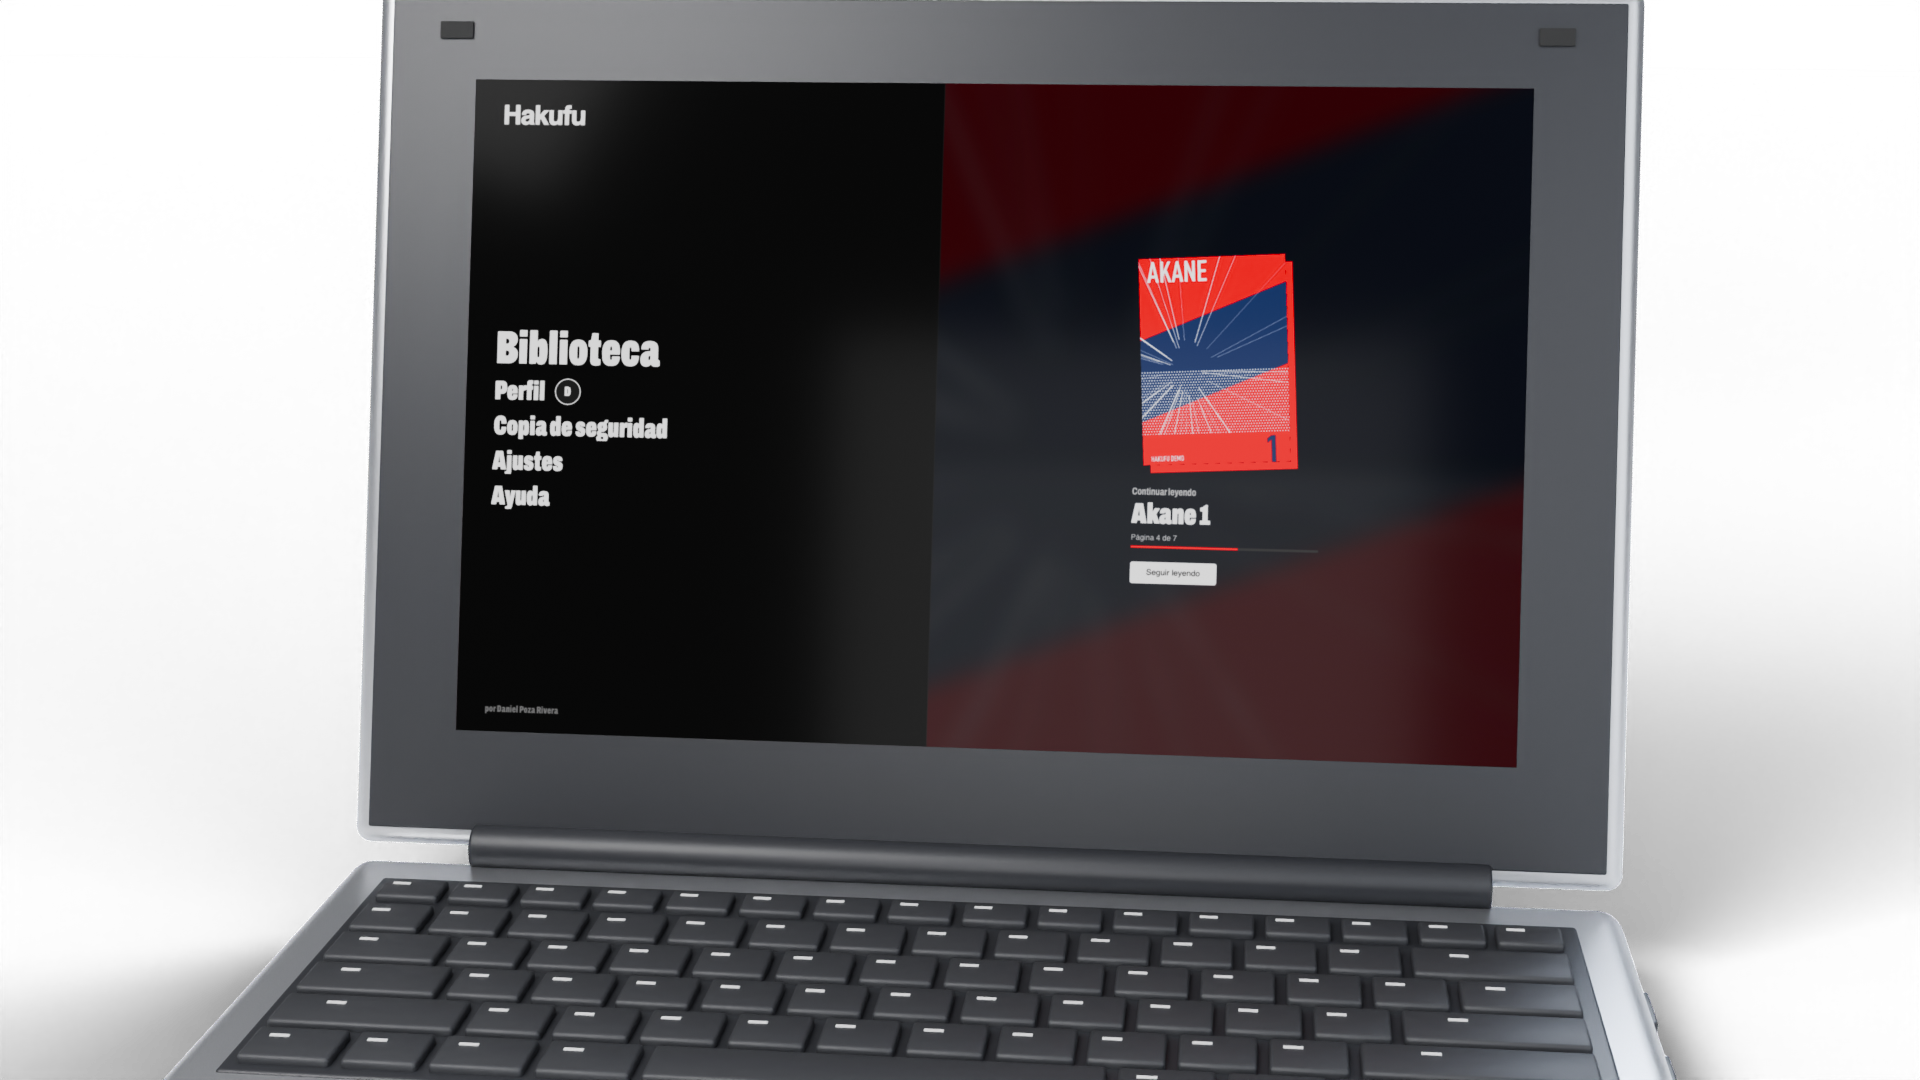 Hakufu
Biblioteca
Perfil D
Copia de seguridad
Ajustes
Ayuda
por Daniel Poza Rivera
AKANE
HAKUFU DEMO
1
Continuar leyendo
Akane 1
Página 4 de 7
Seguir leyendo